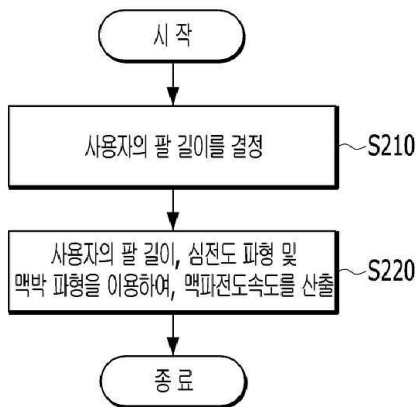 시 작
사용자의 팔 길이를 결정
S210
사용자의 팔 길이, 심전도 파형 및
맥박 파형을 이용하여, 맥파전도속도를 산출
S220
종 료